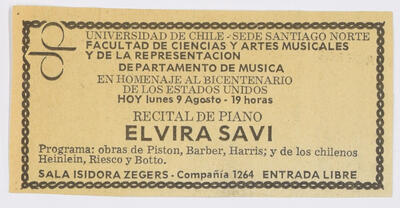 dp
UNIVERSIDAD DE CHILE - SEDE SANTIAGO NORTE
FACULTAD DE CIENCIAS Y ARTES MUSICALES
Y DE LA REPRESENTACION
DEPARTAMENTO DE MUSICA
EN HOMENAJE AL BICENTENARIO
DE LOS ESTADOS UNIDOS
HOY lunes 9 Agosto - 19 horas
RECITAL DE PIANO
ELVIRA SAVI
Programa: obras de Piston, Barber, Harris; y de los chilenos
Heinlein, Riesco y Botto.
SALA ISIDORA ZEGERS - Compañía 1264 ENTRADA LIBRE